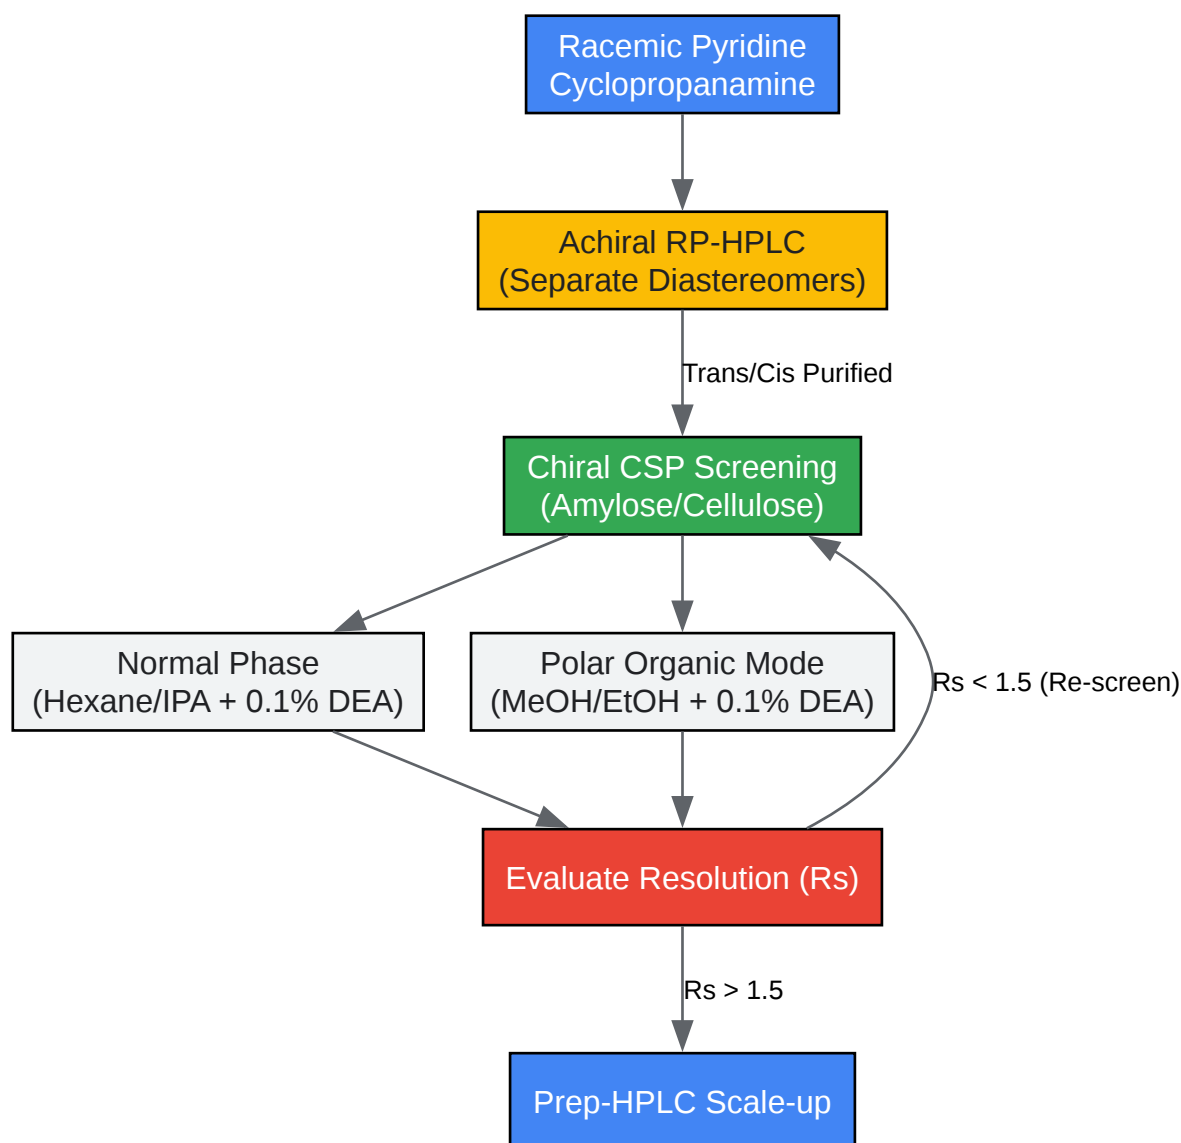 Racemic Pyridine
Cyclopropanamine
Achiral RP-HPLC
(Separate Diastereomers)
Trans/Cis Purified
Chiral CSP Screening
(Amylose/Cellulose)
Normal Phase
(Hexane/IPA + 0.1% DEA)
Polar Organic Mode
(MeOH/EtOH + 0.1% DEA)
Rs < 1.5 (Re-screen)
Evaluate Resolution (Rs)
Rs > 1.5
Prep-HPLC Scale-up